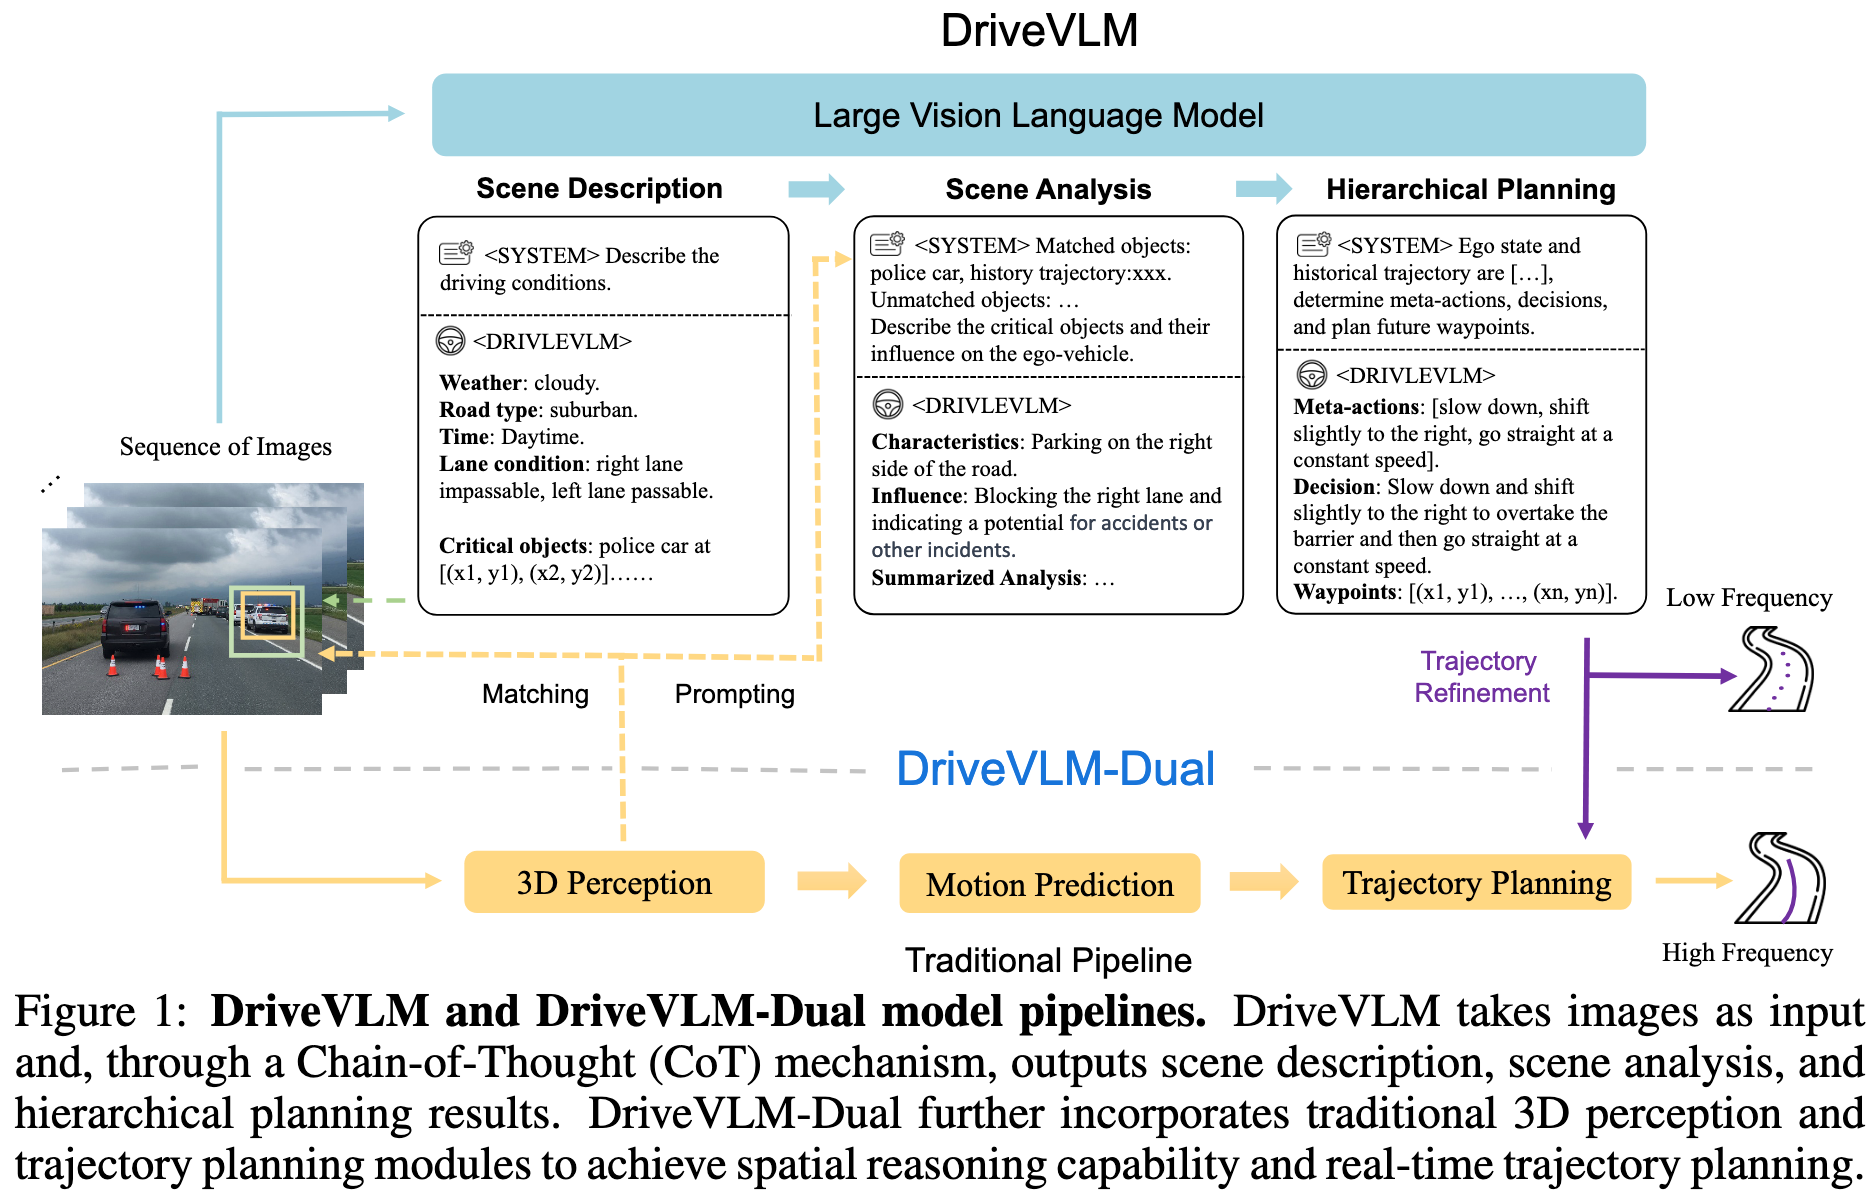 DriveVLM
Large Vision Language Model
Scene Description
Scene Analysis
Hierarchical Planning
<SYSTEM> Describe the
driving conditions.
<DRIVLEVLM>
Weather: cloudy.
Road type: suburban.
Time: Daytime.
Lane condition: right lane
impassable, left lane passable.
Critical objects: police car at
[(x1, y1), (x2, y2)]......
<SYSTEM> Matched objects:
police car, history trajectory:xxx.
Unmatched objects: …
Describe the critical objects and their
influence on the ego-vehicle.
<DRIVLEVLM>
Characteristics: Parking on the right
side of the road.
Influence: Blocking the right lane and
indicating a potential for accidents or
other incidents.
Summarized Analysis: …
<SYSTEM> Ego state and
historical trajectory are […],
determine meta-actions, decisions,
and plan future waypoints.
<DRIVLEVLM>
Meta-actions: [slow down, shift
slightly to the right, go straight at a
constant speed].
Decision: Slow down and shift
slightly to the right to overtake the
barrier and then go straight at a
constant speed.
Waypoints: [(x1, y1), …, (xn, yn)].
Sequence of Images
Matching
Prompting
Trajectory
Refinement
Low Frequency
DriveVLM-Dual
3D Perception
Motion Prediction
Trajectory Planning
High Frequency
Traditional Pipeline
Figure 1: DriveVLM and DriveVLM-Dual model pipelines. DriveVLM takes images as input
and, through a Chain-of-Thought (CoT) mechanism, outputs scene description, scene analysis, and
hierarchical planning results. DriveVLM-Dual further incorporates traditional 3D perception and
trajectory planning modules to achieve spatial reasoning capability and real-time trajectory planning.